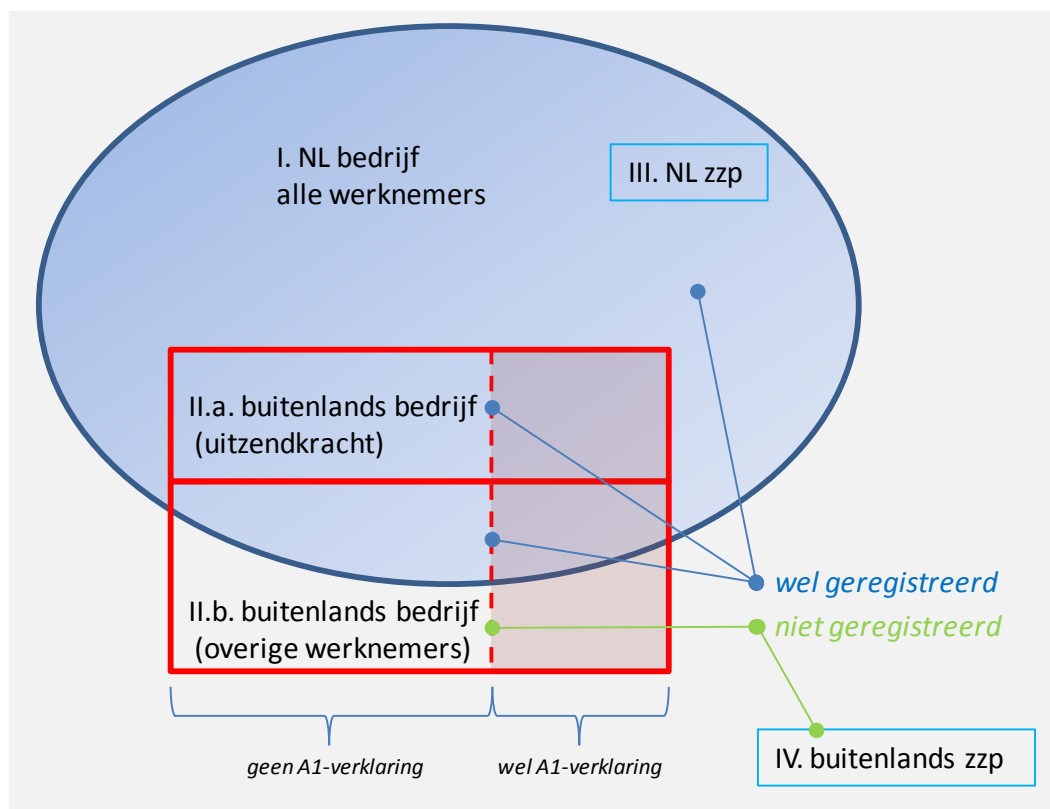 I. NL bedrijf
alle werknemers
III. NL zzp
II.a. buitenlands bedrijf
(uitzendkracht)
wel geregistreerd
II.b. buitenlands bedrijf
(overige werknemers)
niet geregistreerd
geen A1-verklaring
wel A1-verklaring
IV. buitenlands zzp